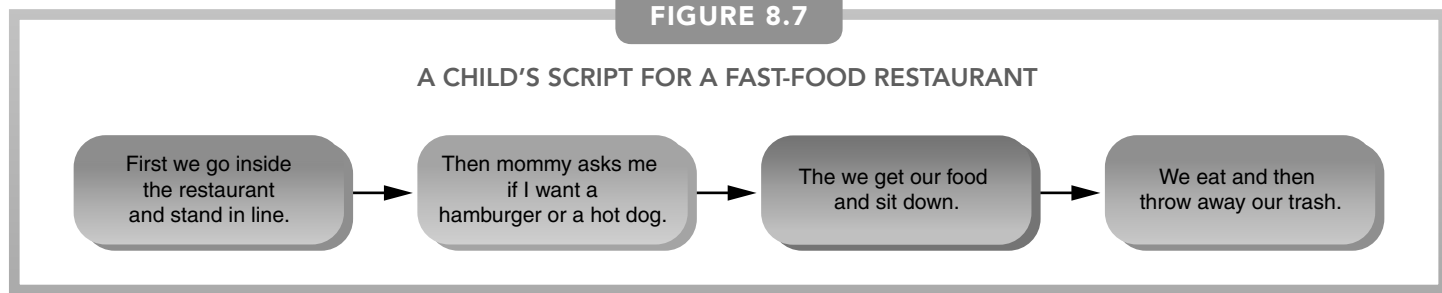 FIGURE 8.7
A CHILD'S SCRIPT FOR A FAST-FOOD RESTAURANT
First we go inside
the restaurant
and stand in line.
Then mommy asks me
if I want a
hamburger or a hot dog.
The we get our food
and sit down.
We eat and then
throw away our trash.